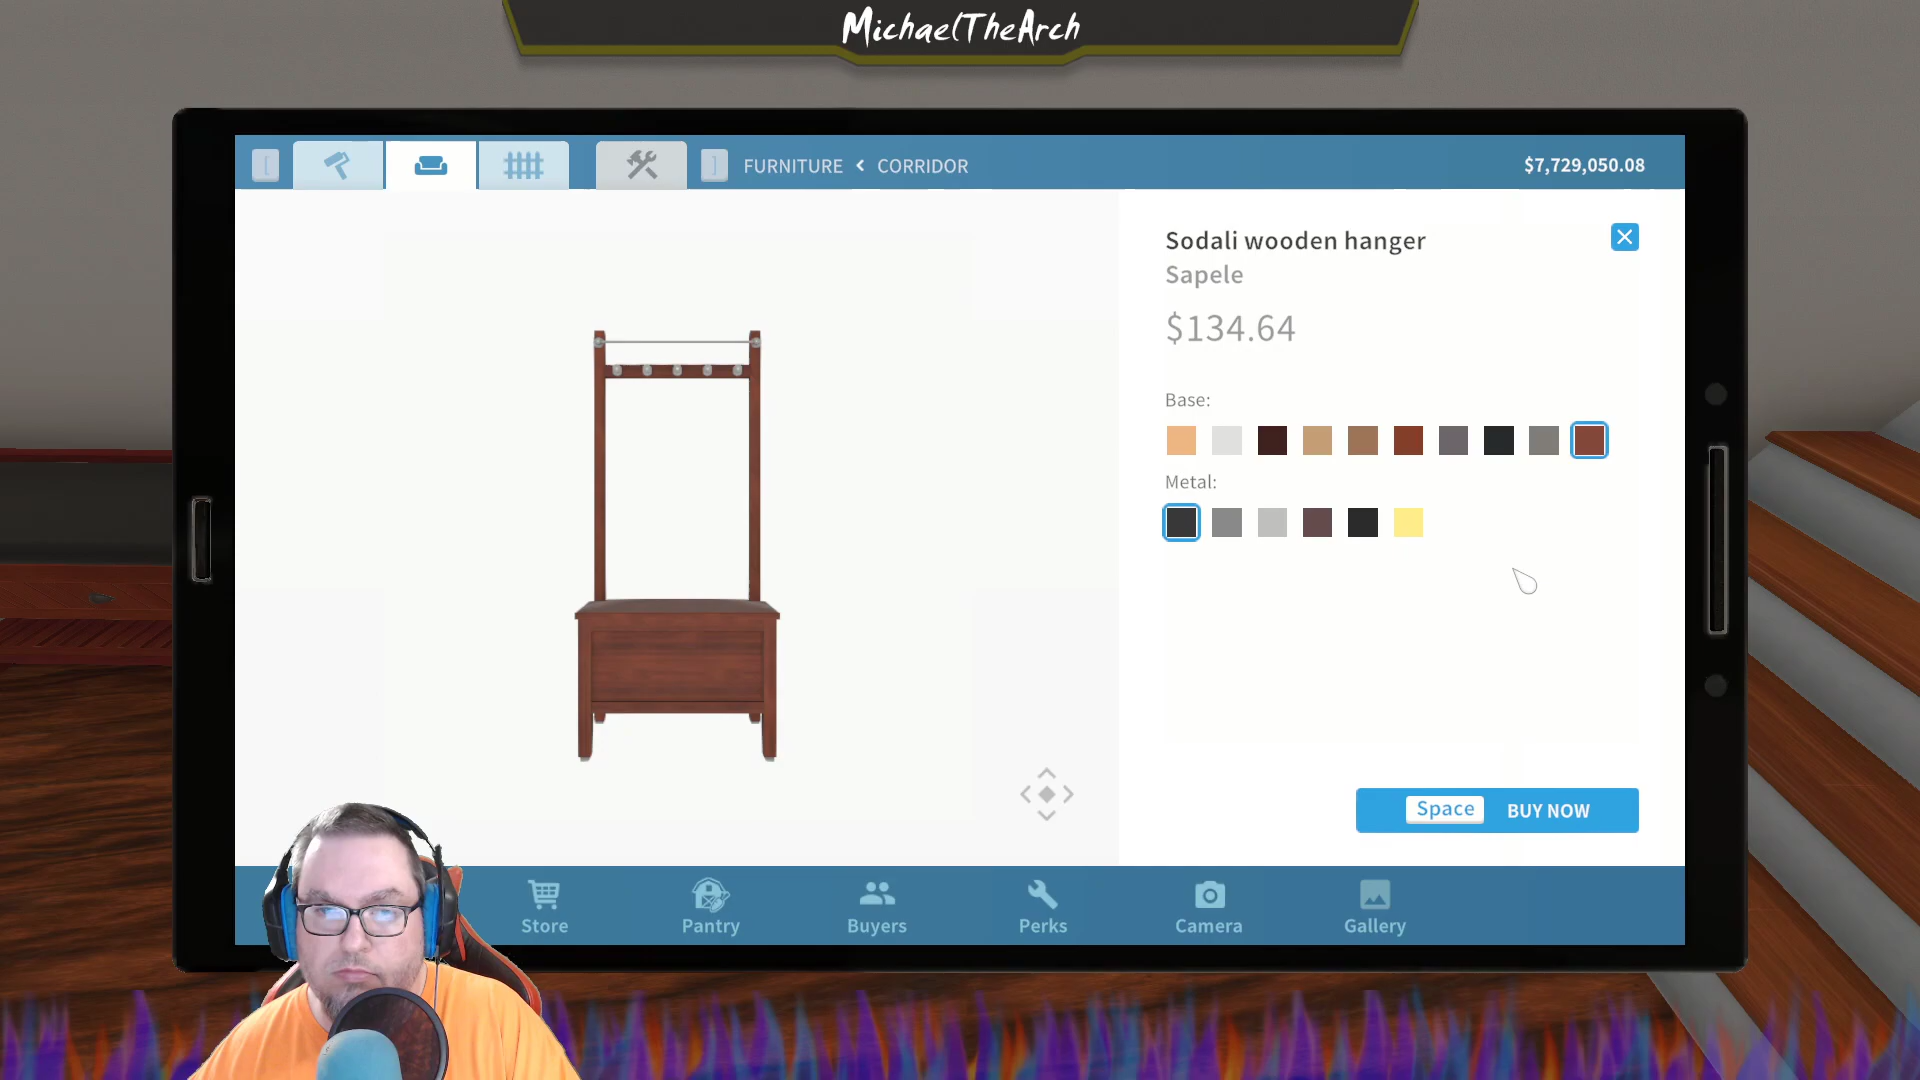 MichaelTheArch
[
]
FURNITURE < CORRIDOR
$7,729,050.08
Sodali wooden hanger
Sapele
$134.64
Base:
Metal:
Space BUY NOW
Store
Pantry
Buyers
Perks
Camera
Gallery